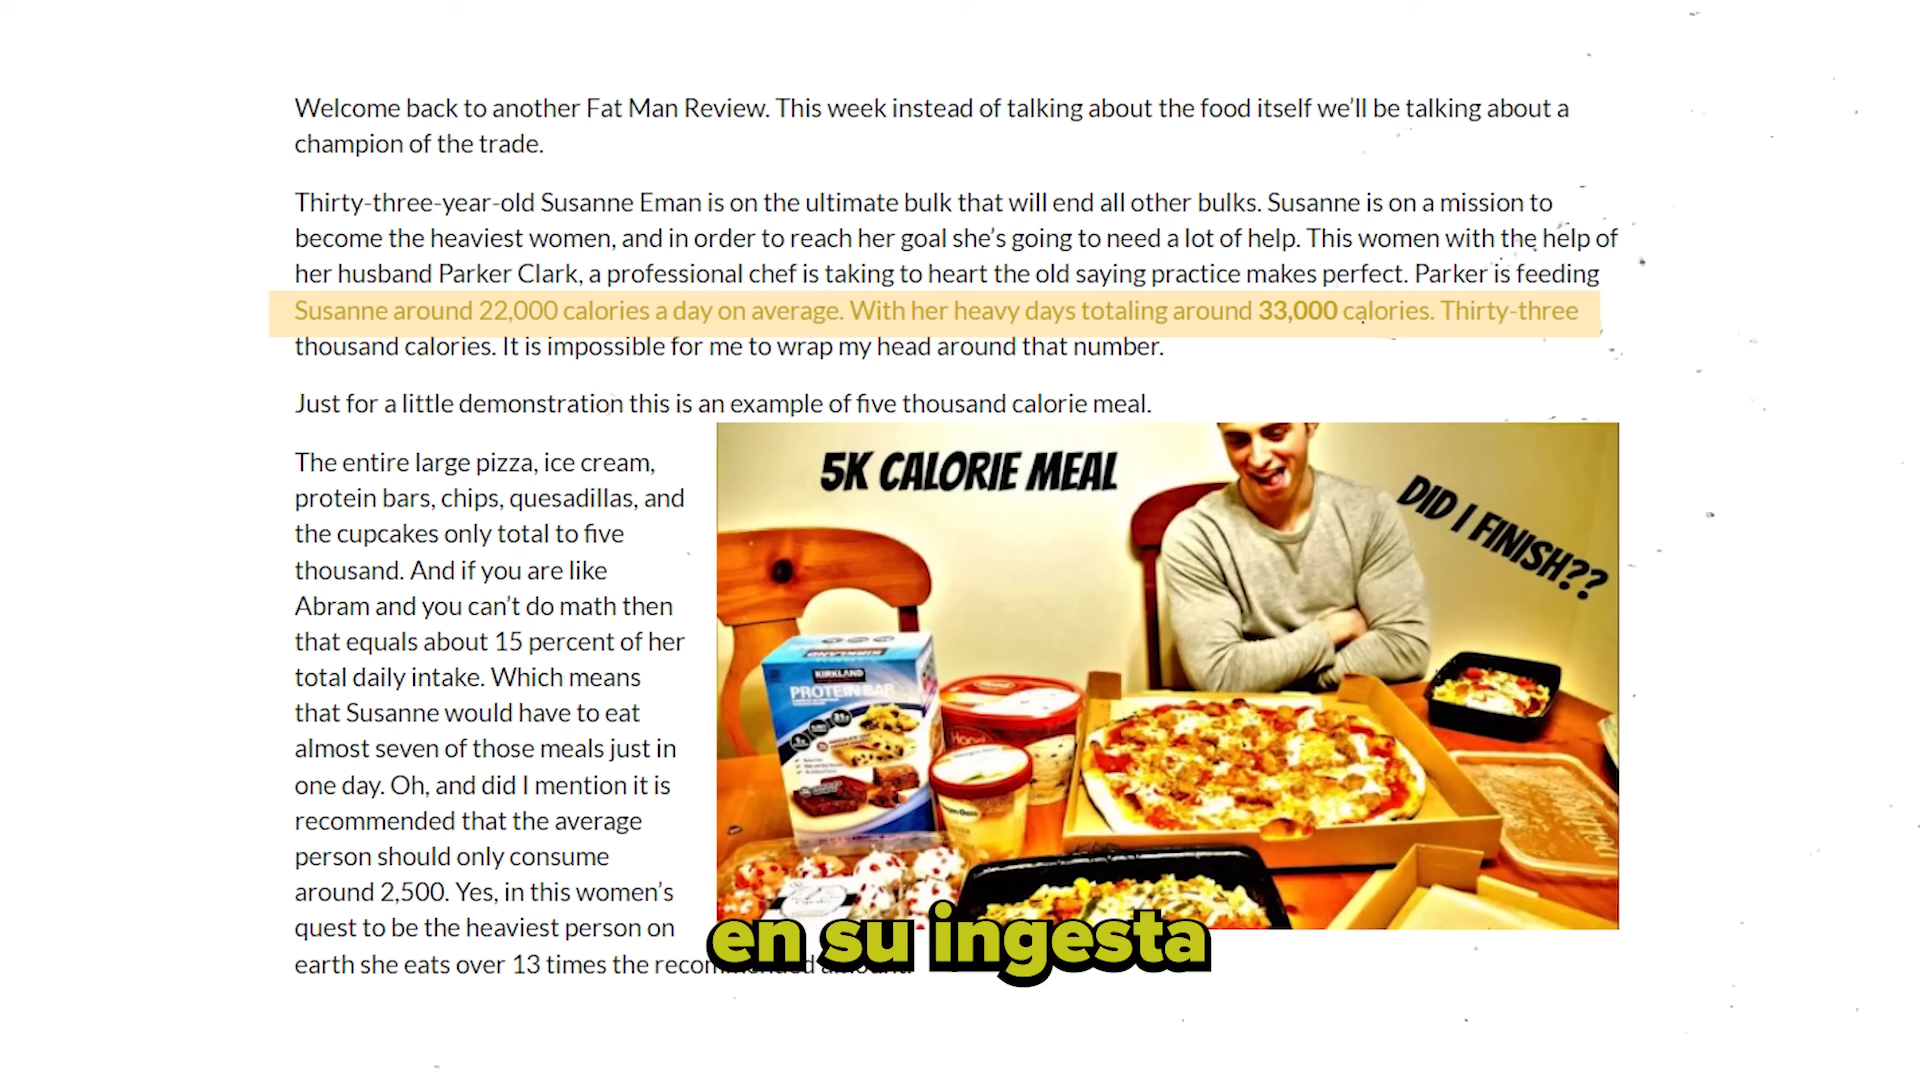 Welcome back to another Fat Man Review. This week instead of talking about the food itself we’ll be talking about a
champion of the trade.
Thirty-three-year-old Susanne Eman is on the ultimate bulk that will end all other bulks. Susanne is on a mission to
become the heaviest women, and in order to reach her goal she’s going to need a lot of help. This women with the help of
her husband Parker Clark, a professional chef is taking to heart the old saying practice makes perfect. Parker is feeding
Susanne around 22,000 calories a day on average. With her heavy days totaling around 33,000 calories. Thirty-three
thousand calories. It is impossible for me to wrap my head around that number.
Just for a little demonstration this is an example of five thousand calorie meal.
The entire large pizza, ice cream,
protein bars, chips, quesadillas, and
the cupcakes only total to five
thousand. And if you are like
Abram and you can’t do math then
that equals about 15 percent of her
total daily intake. Which means
that Susanne would have to eat
almost seven of those meals just in
one day. Oh, and did I mention it is
recommended that the average
person should only consume
around 2,500. Yes, in this women’s
quest to be the heaviest person on
earth she eats over 13 times the
5K CALORIE MEAL
DID I FINISH??
KIRKLAND
KIRKLAND
PROTEIN BAR
en su ingesta